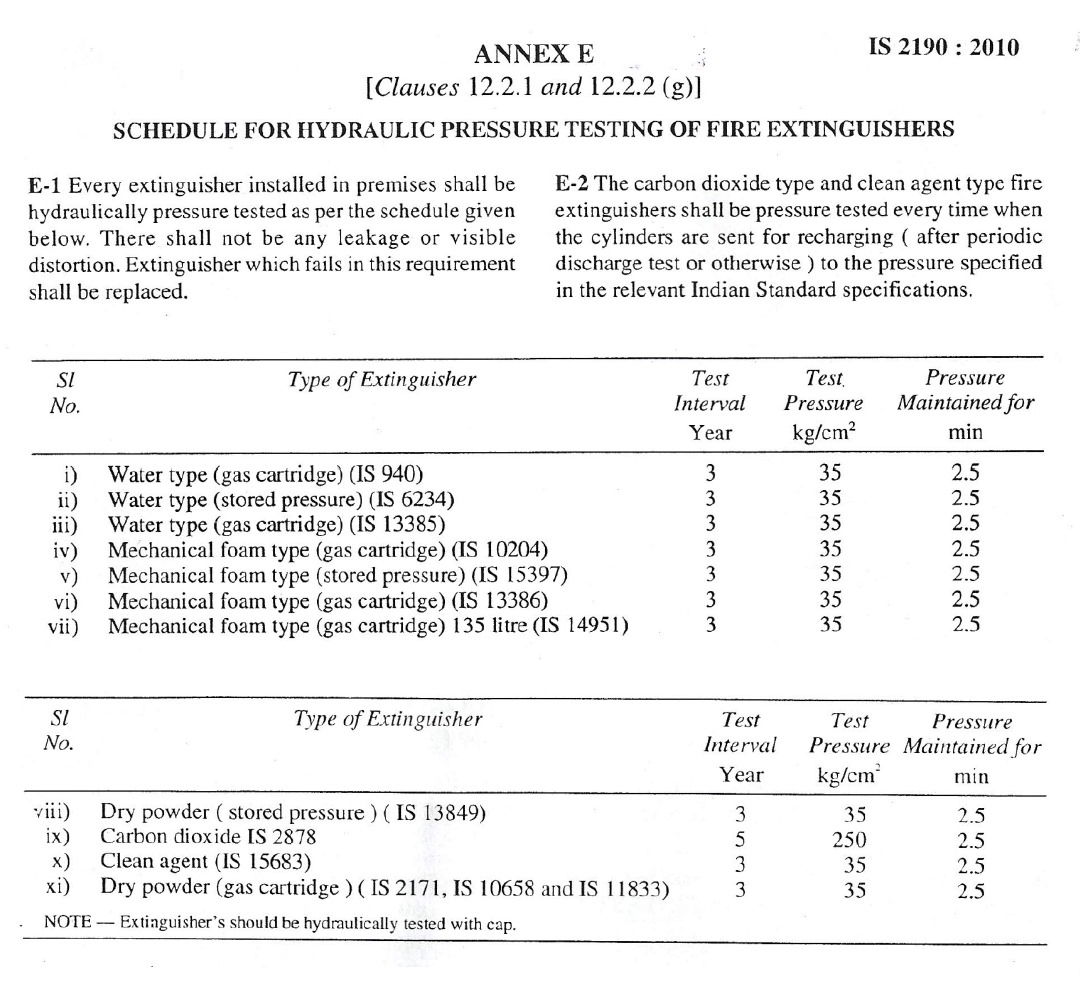 IS 2190 : 2010
ANNEX E
[Clauses 12.2.1 and 12.2.2 (g)]
SCHEDULE FOR HYDRAULIC PRESSURE TESTING OF FIRE EXTINGUISHERS
E-1 Every extinguisher installed in premises shall be
hydraulically pressure tested as per the schedule given
below. There shall not be any leakage or visible
distortion. Extinguisher which fails in this requirement
shall be replaced.
E-2 The carbon dioxide type and clean agent type fire
extinguishers shall be pressure tested every time when
the cylinders are sent for recharging ( after periodic
discharge test or otherwise ) to the pressure specified
in the relevant Indian Standard specifications.
Sl Type of Extinguisher Test Test Pressure
No. Interval Pressure Maintained for
Year kg/cm² min
i) Water type (gas cartridge) (IS 940) 3 35 2.5
ii) Water type (stored pressure) (IS 6234) 3 35 2.5
iii) Water type (gas cartridge) (IS 13385) 3 35 2.5
iv) Mechanical foam type (gas cartridge) (IS 10204) 3 35 2.5
v) Mechanical foam type (stored pressure) (IS 15397) 3 35 2.5
vi) Mechanical foam type (gas cartridge) (IS 13386) 3 35 2.5
vii) Mechanical foam type (gas cartridge) 135 litre (IS 14951) 3 35 2.5
Sl Type of Extinguisher Test Test Pressure
No. Interval Pressure Maintained for
Year kg/cm² min
viii) Dry powder ( stored pressure ) ( IS 13849) 3 35 2.5
ix) Carbon dioxide IS 2878 5 250 2.5
x) Clean agent (IS 15683) 3 35 2.5
xi) Dry powder (gas cartridge ) ( IS 2171, IS 10658 and IS 11833) 3 35 2.5
NOTE — Extinguisher's should be hydraulically tested with cap.